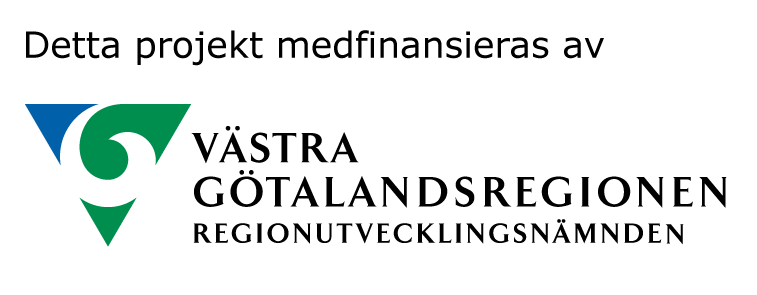 Detta projekt medfinansieras av
VÄSTRA
GÖTALANDSREGIONEN
REGIONUTVECKLINGSNÄMNDEN